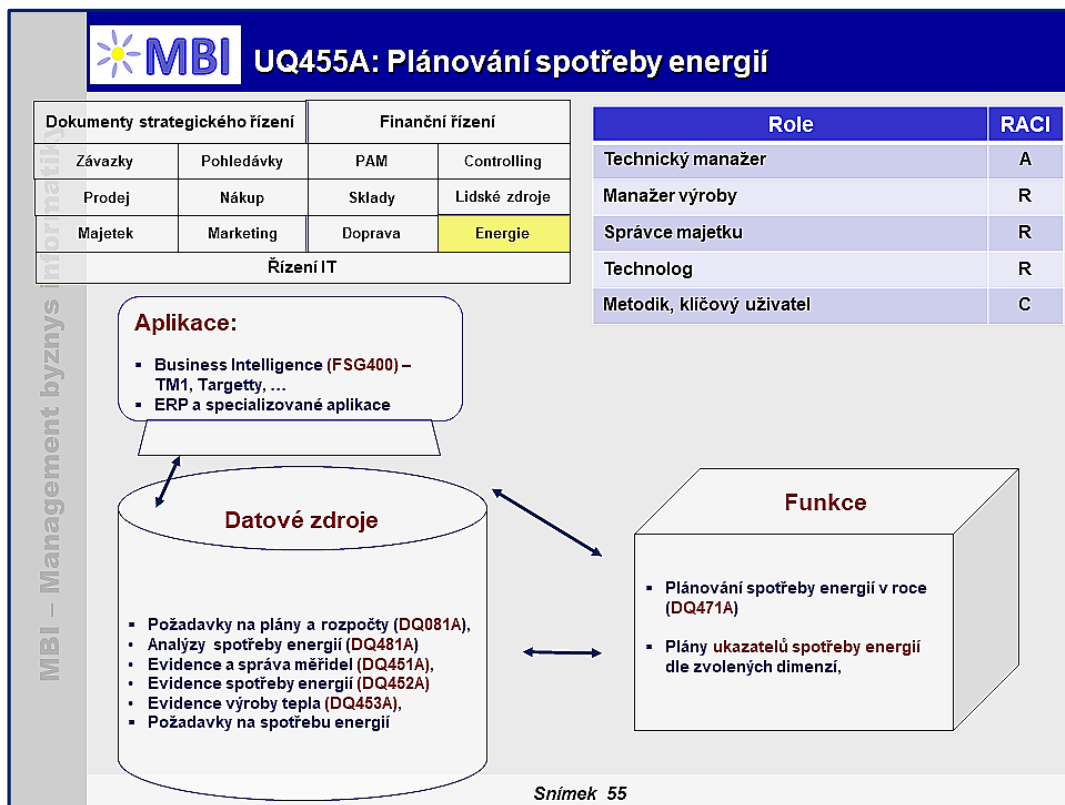 MBI
UQ455A: Plánování spotřeby energií
Dokumenty strategického řízení Finanční řízení
Závazky Pohledávky PAM Controlling
Prodej Nákup Sklady Lidské zdroje
Majetek Marketing Doprava Energie
Řízení IT
Role RACI
Technický manažer A
Manažer výroby R
Správce majetku R
Technolog R
Metodik, klíčový uživatel C
MBI – Management byznys informatiky
Aplikace:
▪ Business Intelligence (FSG400) –
TM1, Targetty, …
▪ ERP a specializované aplikace
Datové zdroje
▪ Požadavky na plány a rozpočty (DQ081A),
▪ Analýzy spotřeby energií (DQ481A)
▪ Evidence a správa měřidel (DQ451A),
▪ Evidence spotřeby energií (DQ452A)
▪ Evidence výroby tepla (DQ453A),
▪ Požadavky na spotřebu energií
Funkce
▪ Plánování spotřeby energií v roce
(DQ471A)
▪ Plány ukazatelů spotřeby energií
dle zvolených dimenzí,
Snímek 55